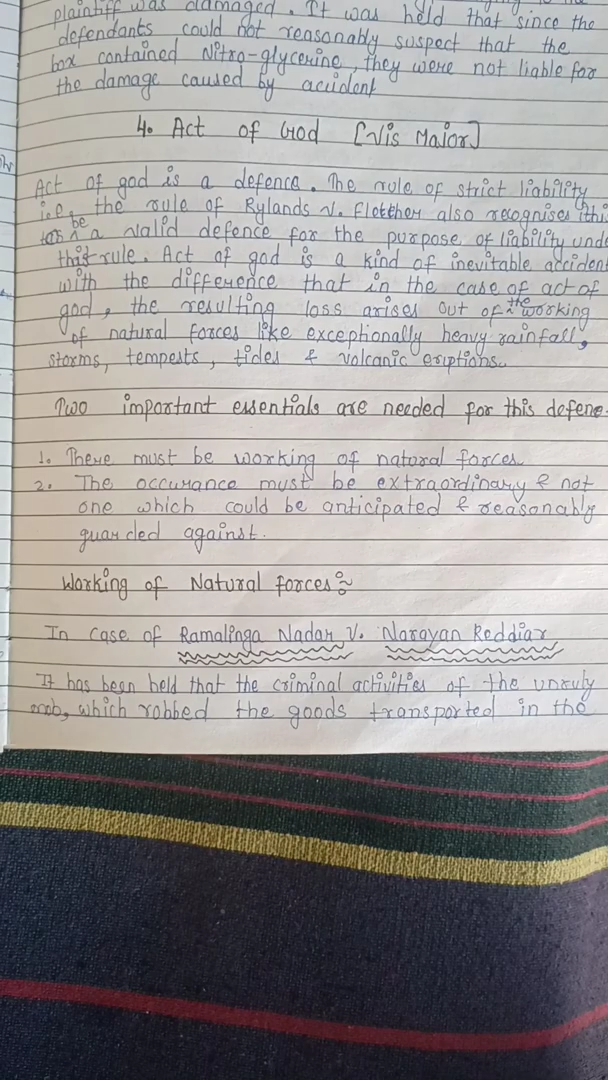 plaintiff was damaged. It was held that since the
defendants could not reasonably suspect that the
box contained Nitro-glycerine, they were not liable for
the damage caused by accident
4. Act of God [Vis Major]
Act of god is a defence. The rule of strict liability,
i.e, the rule of Rylands v. Fletcher also recognises this
to be a valid defence for the purpose of liability unde
this rule. Act of god is a kind of inevitable acciden
with the difference that in the case of act of
god, the resulting loss arises out of the working
of natural forces like exceptionally heavy rainfall,
storms, tempests, tides & volcanic eruptions.
Two important essentials are needed for this defene.
1. There must be working of natural forces
2. The occurance must be extraordinary & not
one which could be anticipated & reasonably
guarded against.
Working of Natural forces:~
In case of Ramalinga Nadar V. Narayan Reddiar
It has been held that the criminal activities of the unruly
mob, which robbed the goods transported in the